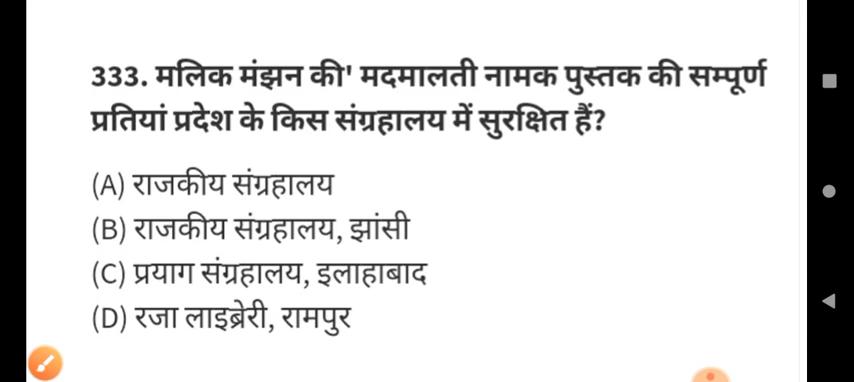 333. मलिक मंझन की' मदमालती नामक पुस्तक की सम्पूर्ण
प्रतियां प्रदेश के किस संग्रहालय में सुरक्षित हैं?
(A) राजकीय संग्रहालय
(B) राजकीय संग्रहालय, झांसी
(C) प्रयाग संग्रहालय, इलाहाबाद
(D) रजा लाइब्रेरी, रामपुर